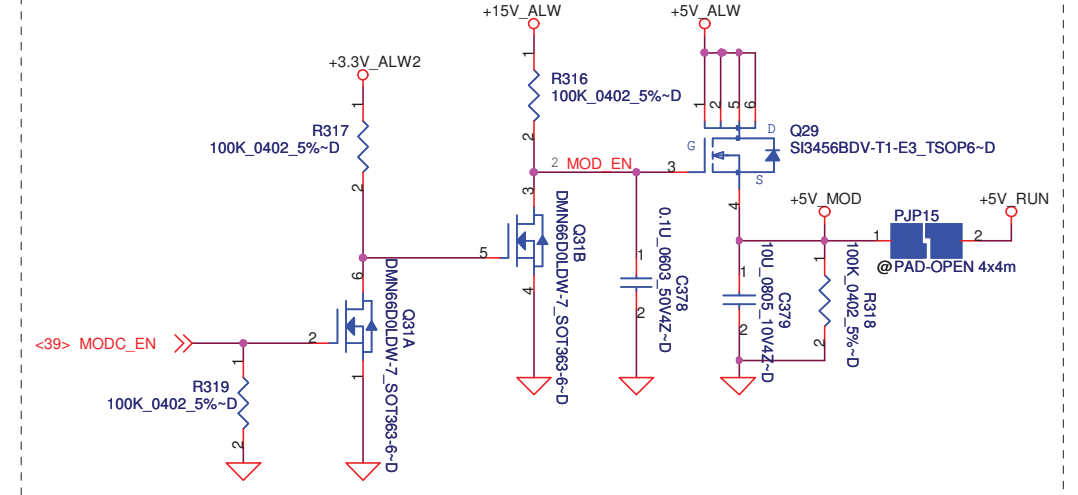 +15V_ALW
+5V_ALW
+3.3V_ALW2
1
R316
100K_0402_5%~D
2
1
R317
100K_0402_5%~D
2
1
2
5
6
D
G
S
Q29
SI3456BDV-T1-E3_TSOP6~D
2
MOD_EN
3
4
3
Q31B
DMN66D0LDW-7_SOT363-6~D
5
4
1
0.1U_0603_50V4Z~D
C378
2
+5V_MOD
PJP15
+5V_RUN
1
2
@PAD-OPEN 4x4m
1
10U_0805_10V4Z~D
C379
2
1
100K_0402_5%~D
R318
2
6
Q31A
DMN66D0LDW-7_SOT363-6~D
2
1
<39> MODC_EN
1
R319
100K_0402_5%~D
2